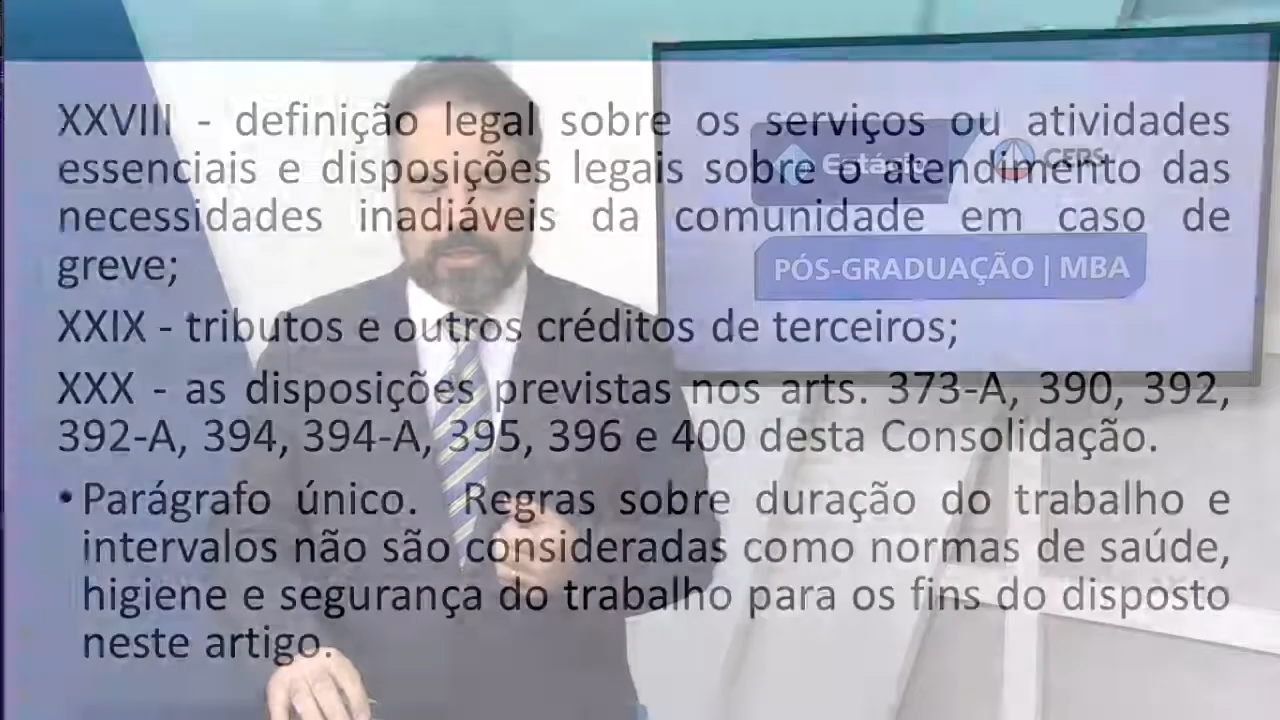 XXVIII - definição legal sobre os serviços ou atividades
essenciais e disposições legais sobre o atendimento das
necessidades inadiáveis da comunidade em caso de
greve;
XXIX - tributos e outros créditos de terceiros;
XXX - as disposições previstas nos arts. 373-A, 390, 392,
392-A, 394, 394-A, 395, 396 e 400 desta Consolidação.
• Parágrafo único. Regras sobre duração do trabalho e
intervalos não são consideradas como normas de saúde,
higiene e segurança do trabalho para os fins do disposto
neste artigo.
Estácio CERS
PÓS-GRADUAÇÃO | MBA